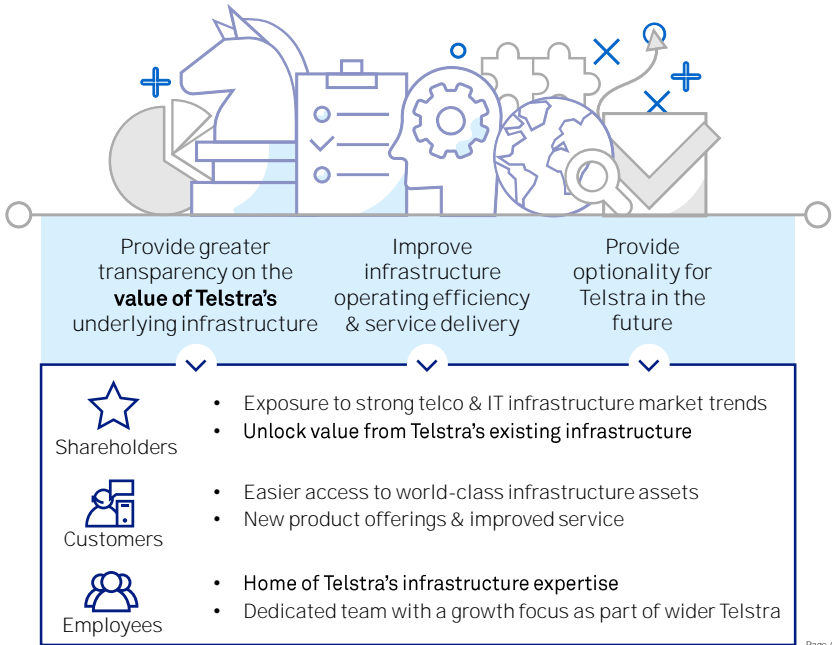 Provide greater
transparency on the
value of Telstra's
underlying infrastructure
Improve
infrastructure
operating efficiency
& service delivery
Provide
optionality for
Telstra in the
future
Shareholders
• Exposure to strong telco & IT infrastructure market trends
• Unlock value from Telstra's existing infrastructure
Customers
• Easier access to world-class infrastructure assets
• New product offerings & improved service
Employees
• Home of Telstra's infrastructure expertise
• Dedicated team with a growth focus as part of wider Telstra
Page